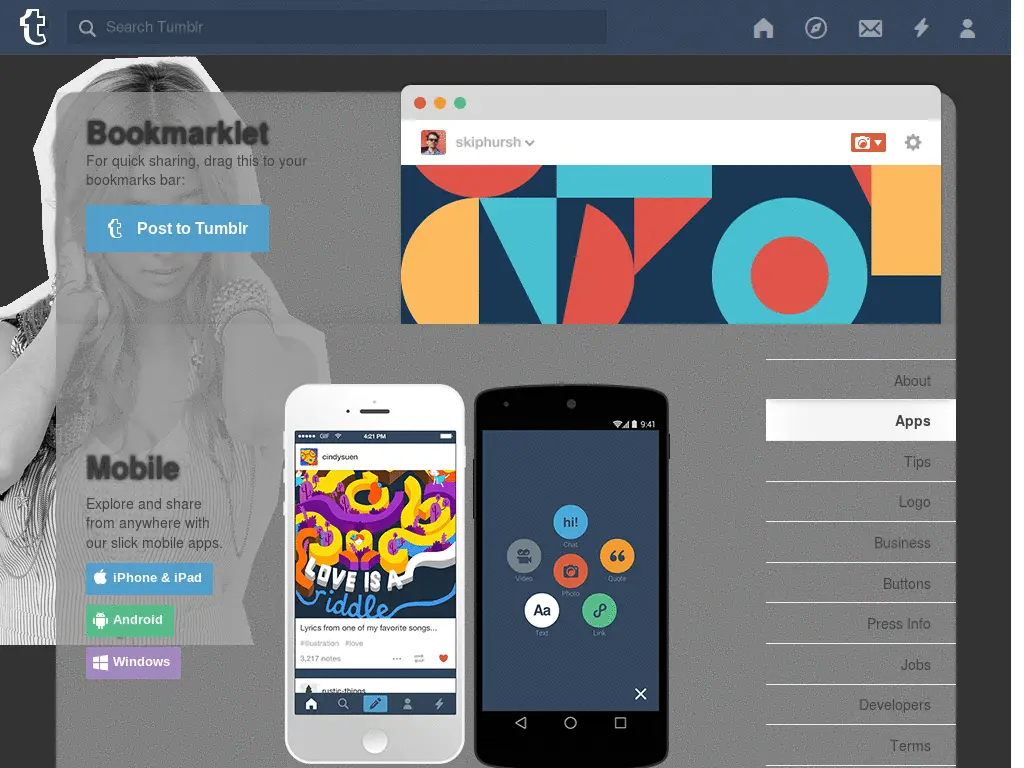 Search Tumblr
Bookmarklet
For quick sharing, drag this to your
bookmarks bar:
Post to Tumblr
skiphursh
Mobile
Explore and share
from anywhere with
our slick mobile apps.
iPhone & iPad
Android
Windows
GIF
4:21 PM
cindysuen
LOVE IS A
riddle
Lyrics from one of my favorite songs...
#illustration #love
3,217 notes
rustic-things
9:41
hi!
Chat
Video
Quote
Photo
Aa
Text
Link
About
Apps
Tips
Logo
Business
Buttons
Press Info
Jobs
Developers
Terms